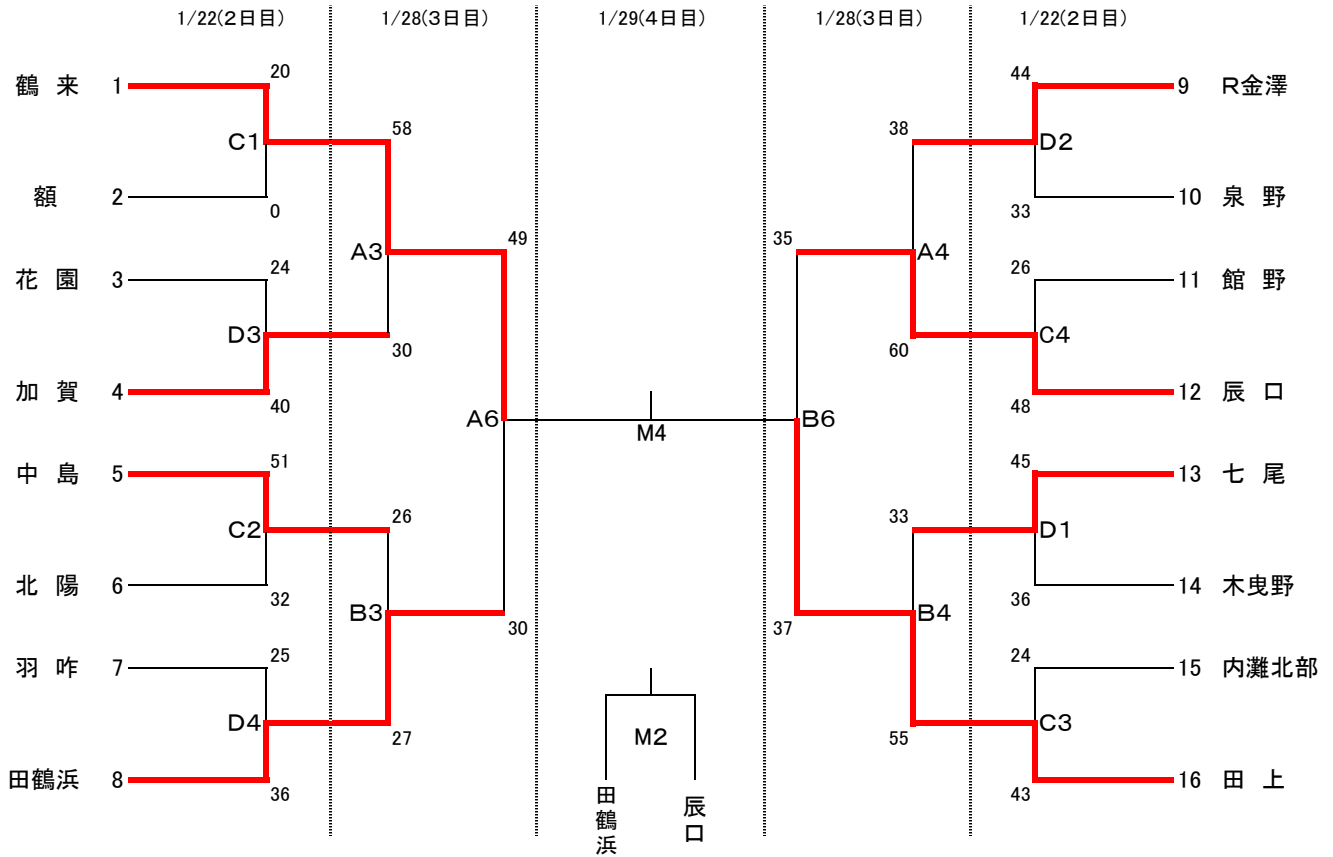 1/22(2日目) 1/28(3日目) 1/29(4日目) 1/28(3日目) 1/22(2日目)
20 44
鶴 来 1 9 R金澤
58 38
C1 D2
額 2 10 泉 野
0 33
49 35
A3 A4
24 26
花 園 3 11 館 野
D3 C4
30 60
加 賀 4 12 辰 口
40 48
A6 M4 B6
51 45
中 島 5 13 七 尾
26 33
C2 D1
北 陽 6 14 木曳野
32 36
B3 B4
30 37
25 24
羽 咋 7 15 内灘北部
D4 M2 C3
27 55
田鶴浜 8 16 田 上
36 43
田鶴浜 辰口